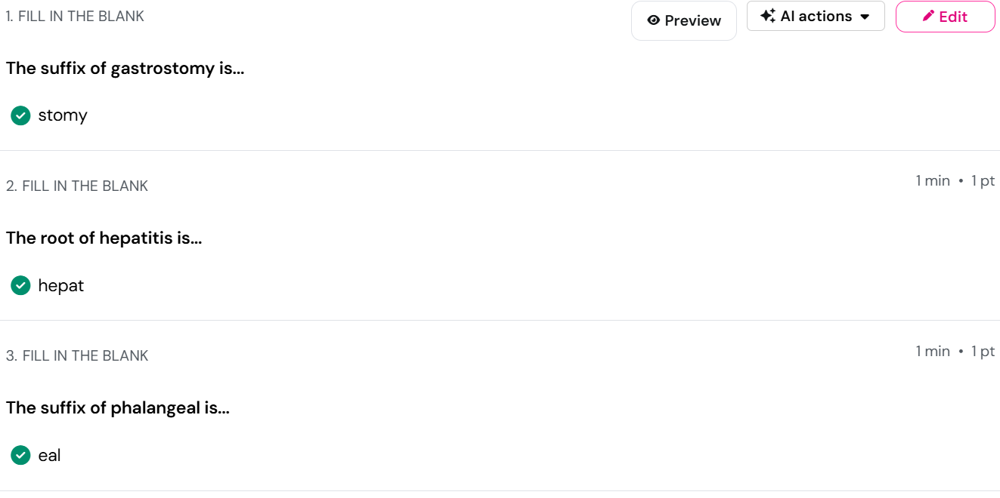 1. FILL IN THE BLANK
Preview
AI actions
Edit
The suffix of gastrostomy is...
stomy
2. FILL IN THE BLANK
1 min • 1 pt
The root of hepatitis is...
hepat
3. FILL IN THE BLANK
1 min • 1 pt
The suffix of phalangeal is...
eal